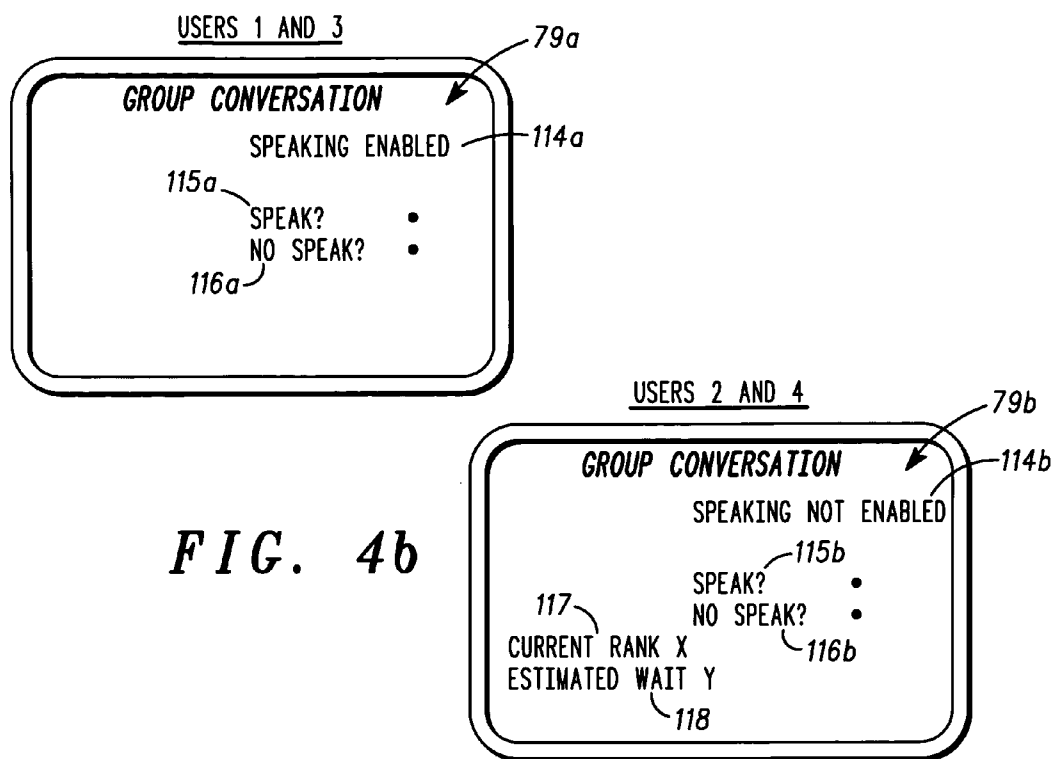 USERS 1 AND 3
79a
GROUP CONVERSATION
SPEAKING ENABLED
114a
115a
SPEAK?
NO SPEAK?
116a
USERS 2 AND 4
79b
GROUP CONVERSATION
114b
SPEAKING NOT ENABLED
FIG. 4b
115b
SPEAK?
NO SPEAK?
117
116b
CURRENT RANK X
ESTIMATED WAIT Y
118